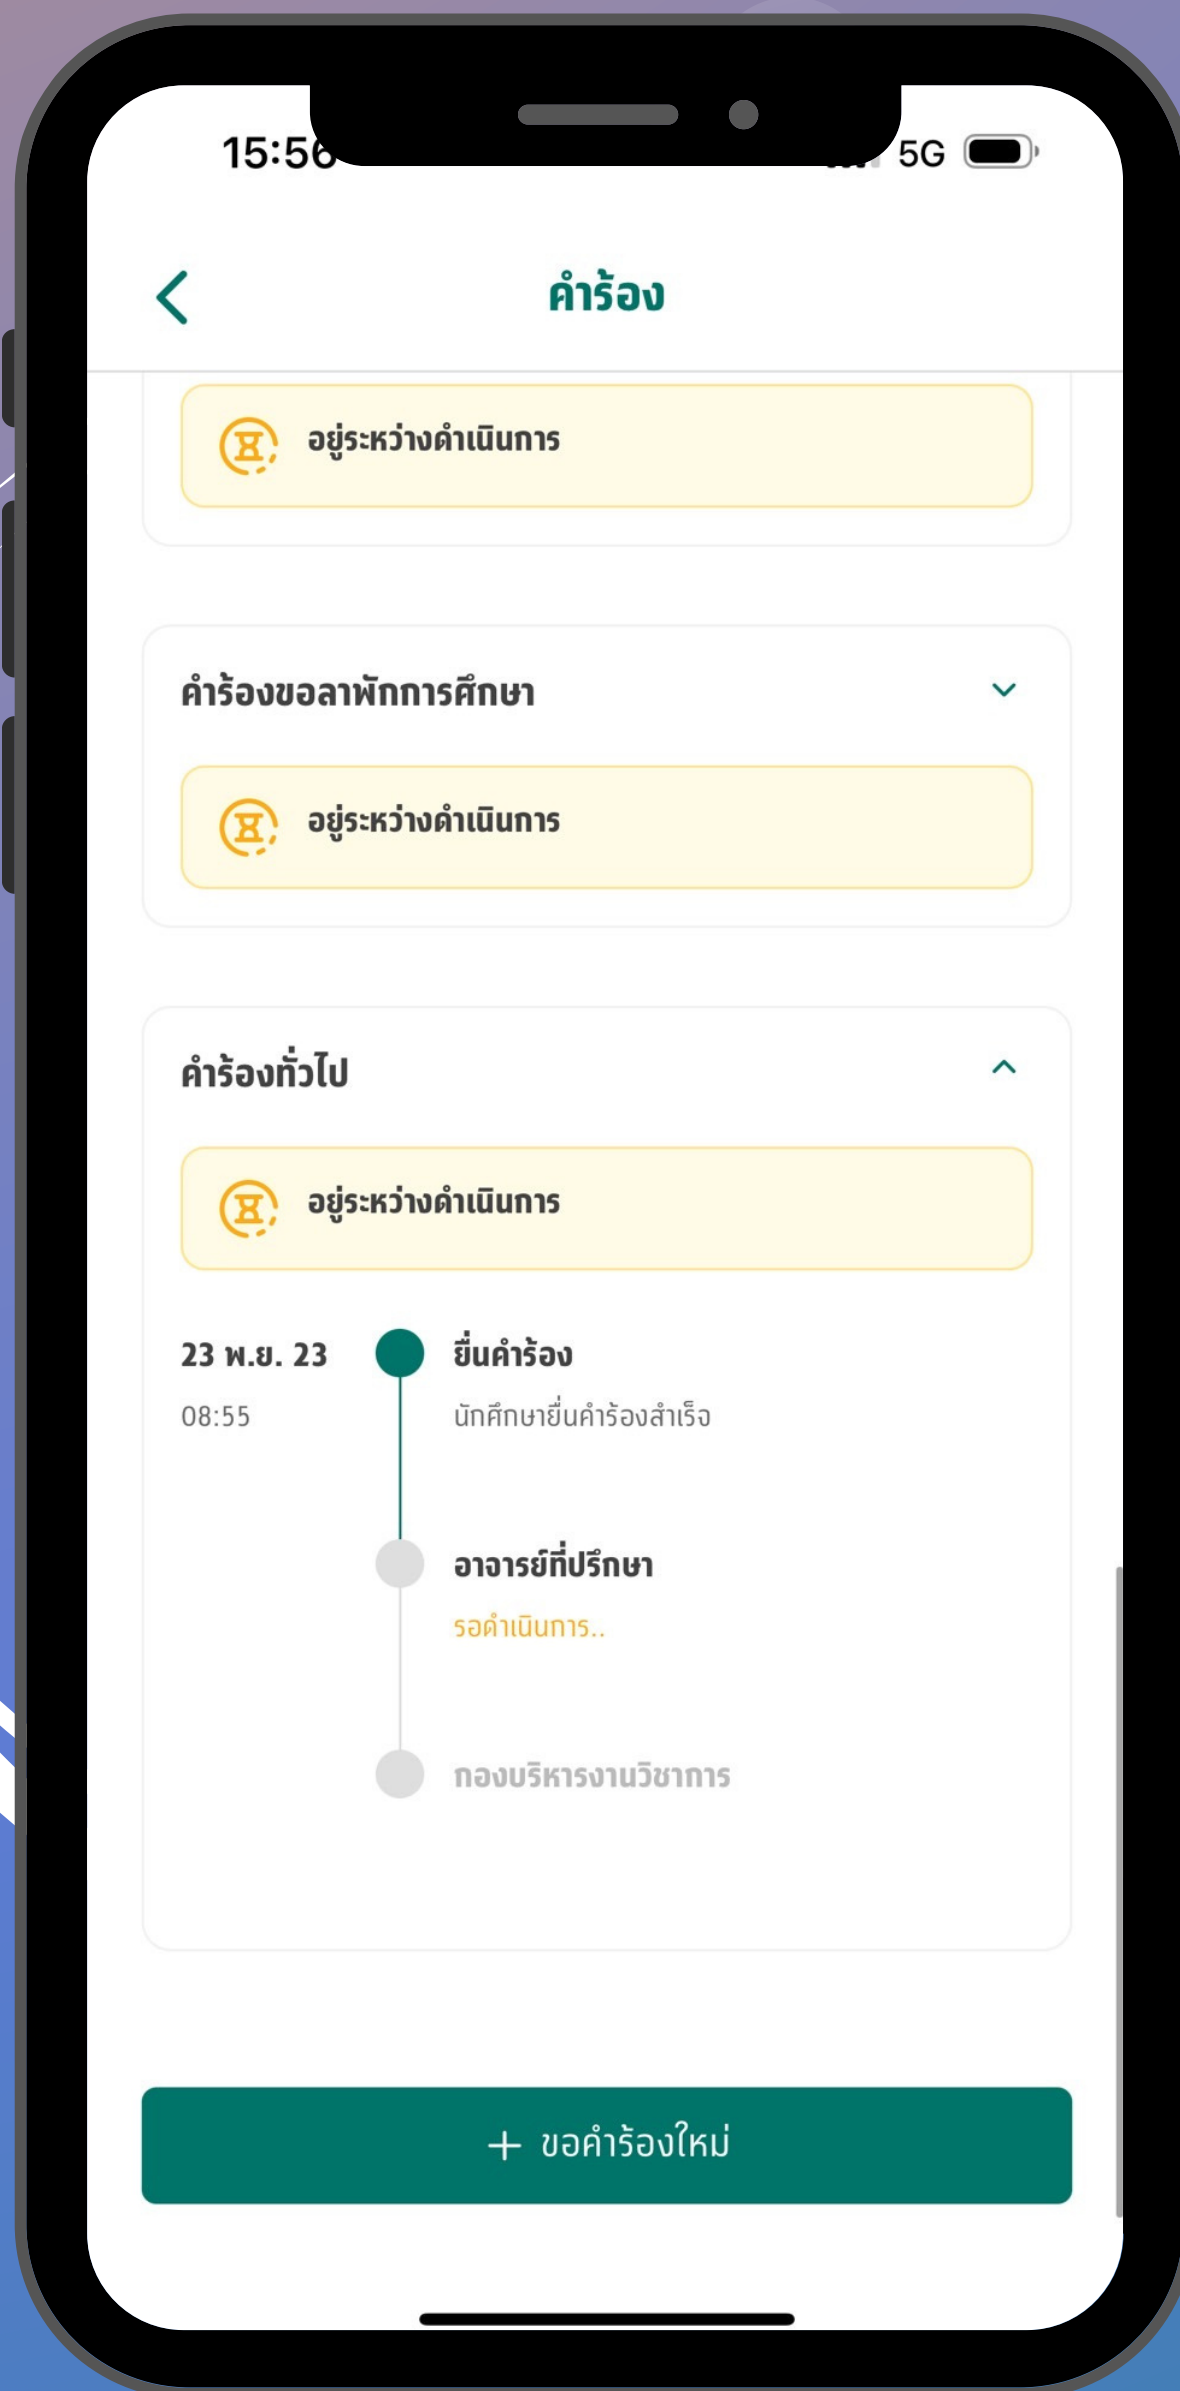 15:56
5G
คำร้อง
อยู่ระหว่างดำเนินการ
คำร้องขอลาพักการศึกษา
อยู่ระหว่างดำเนินการ
คำร้องทั่วไป
อยู่ระหว่างดำเนินการ
23 พ.ย. 23 ยื่นคำร้อง
08:55 นักศึกษายื่นคำร้องสำเร็จ
อาจารย์ที่ปรึกษา
รอดำเนินการ..
กองบริหารงานวิชาการ
+ ขอคำร้องใหม่